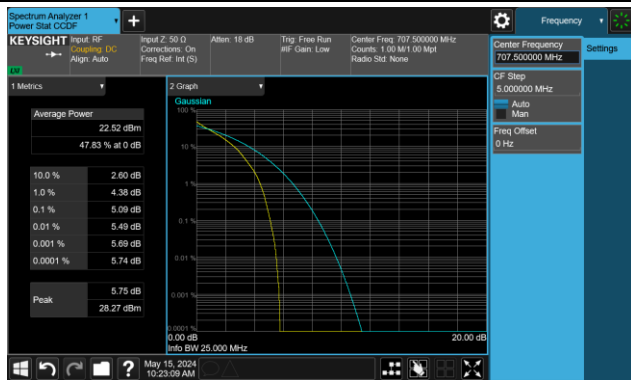 Spectrum Analyzer 1
Power Stat CCDF
Frequency
KEYSIGHT
Input: RF
Coupling: DC
Align: Auto
Input Z: 50 Ω
Corrections: On
Freq Ref: Int (S)
Atten: 18 dB
Trig: Free Run
#IF Gain: Low
Center Freq: 707.500000 MHz
Counts: 1.00 M/1.00 Mpt
Radio Std: None
Center Frequency
707.500000 MHz
Settings
CF Step
5.000000 MHz
Auto
Man
Freq Offset
0 Hz
1 Metrics
Average Power
22.52 dBm
47.83 % at 0 dB
10.0 % 2.60 dB
1.0 % 4.38 dB
0.1 % 5.09 dB
0.01 % 5.49 dB
0.001 % 5.69 dB
0.0001 % 5.74 dB
Peak
5.75 dB
28.27 dBm
2 Graph
Gaussian
100 %
10 %
1 %
0.1 %
0.01 %
0.001 %
0.0001 %
0.00 dB 20.00 dB
Info BW 25.000 MHz
?
May 15, 2024
10:23:09 AM